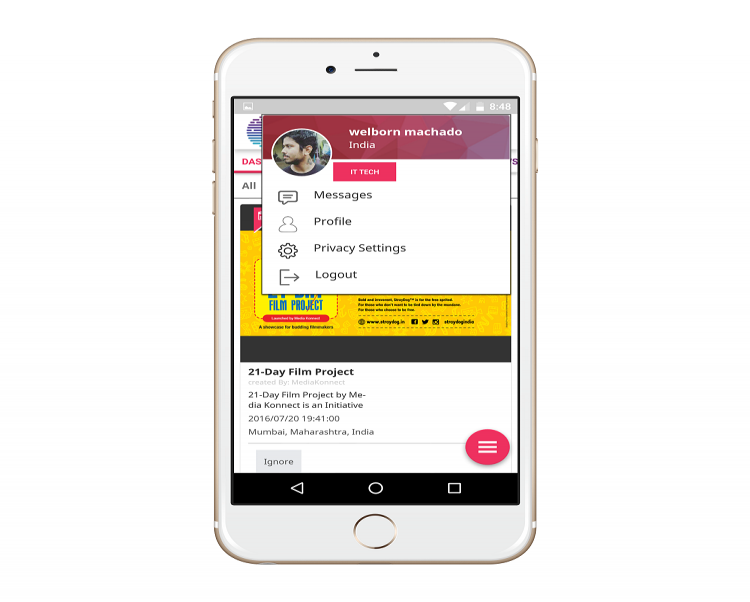 8:48
welborn machado
India
DAS
S
IT TECH
All
Messages
Profile
Privacy Settings
Logout
FILM PROJECT
Launched by Media Konnect
A showcase for building filmmakers
Bold and irreverent, StrayDog™ is for the free spirited.
For those who don't want to be tied down by the mundane.
For those who choose to be free.
www.straydog.in
straydogindia
21-Day Film Project
created By: MediaKonnect
21-Day Film Project by Me-
dia Konnect is an Initiative
2016/07/20 19:41:00
Mumbai, Maharashtra, India
Ignore